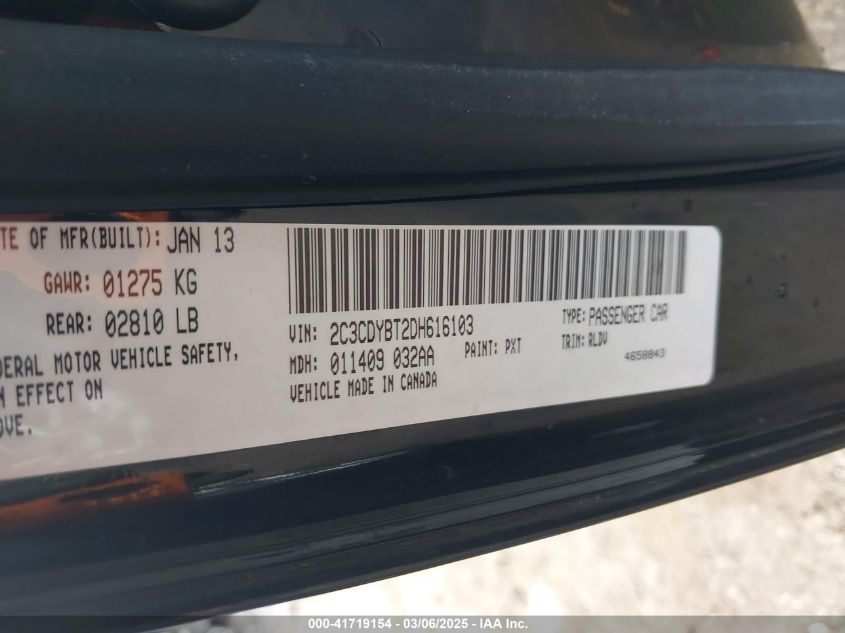 TE OF MFR(BUILT): JAN 13
GAWR: 01275 KG
REAR: 02810 LB
DERAL MOTOR VEHICLE SAFETY,
N EFFECT ON
OVE.
VIN: 2C3CDYBT2DH616103
TYPE: PASSENGER CAR
MDH: 011409 032AA
PAINT: PXT
TRIM: RLDV
VEHICLE MADE IN CANADA
4650843
000-41719154 - 03/06/2025 - IAA Inc.